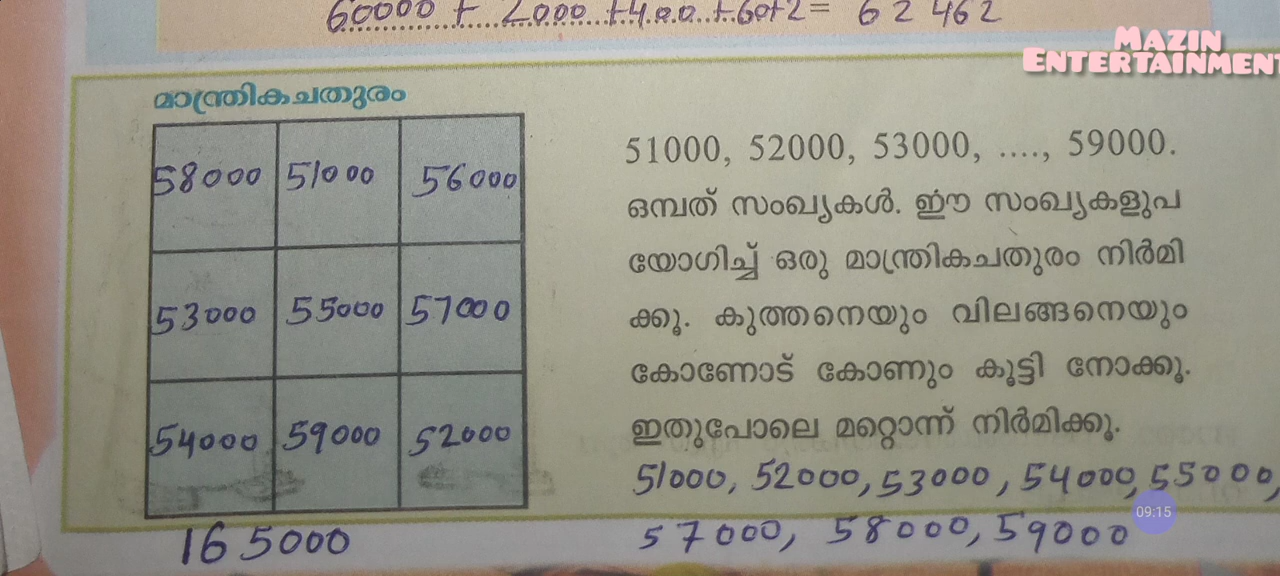 60000 + 2000 +400 +60+2= 62462
MAZIN
ENTERTAINMENT
മാന്ത്രികചതുരം
58000 51000 56000
53000 55000 57000
54000 59000 52000
165000
51000, 52000, 53000, ...., 59000.
ഒമ്പത് സംഖ്യകൾ. ഈ സംഖ്യകളുപ
യോഗിച്ച് ഒരു മാന്ത്രികചതുരം നിർമി
ക്കൂ. കുത്തനെയും വിലങ്ങനെയും
കോണോട് കോണും കൂട്ടി നോക്കൂ.
ഇതുപോലെ മറ്റൊന്ന് നിർമിക്കൂ.
51000, 52000, 53000, 54000, 55000,
57000, 58000, 59000
09:15